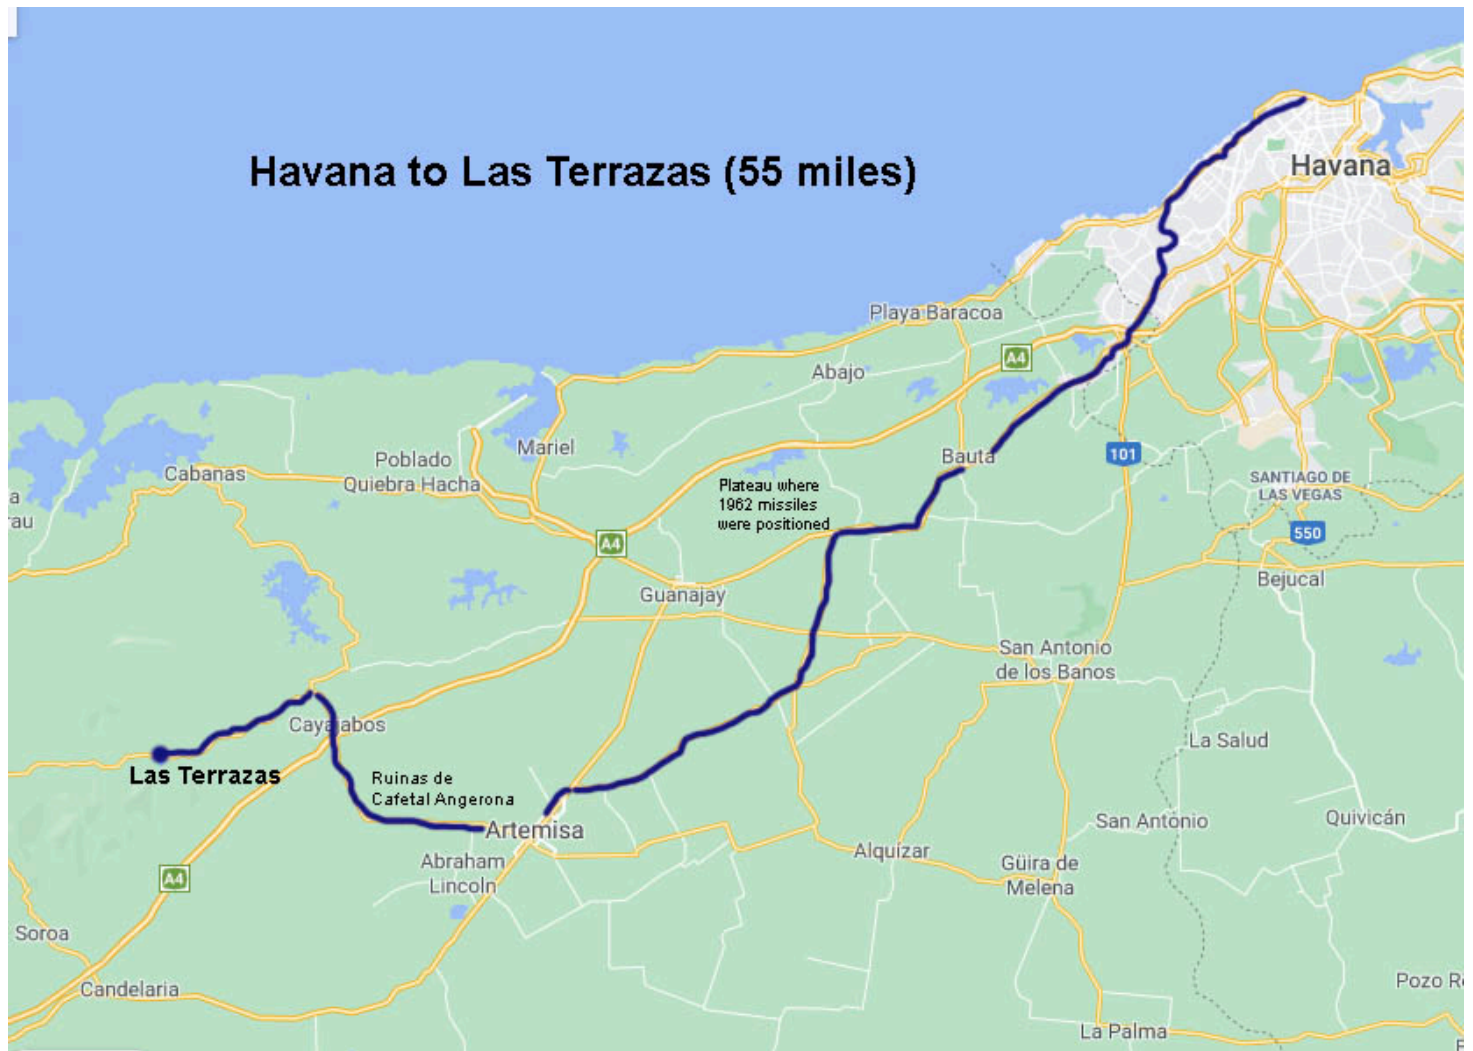 Havana to Las Terrazas (55 miles)
Havana
Playa Baracoa
A4
Abajo
Mariel
Poblado
Quiebra Hacha
Cabanas
a
rau
Bauta
101
Plateau where
1962 missiles
were positioned
SANTIAGO DE
LAS VEGAS
550
A4
Guanajay
Bejucal
San Antonio
de los Banos
Cayajabos
La Salud
Las Terrazas
Ruinas de
Cafetal Angerona
Artemisa
San Antonio
Quivicán
Abraham
Lincoln
Alquízar
Güira de
Melena
A4
Soroa
Candelaria
Pozo R
La Palma